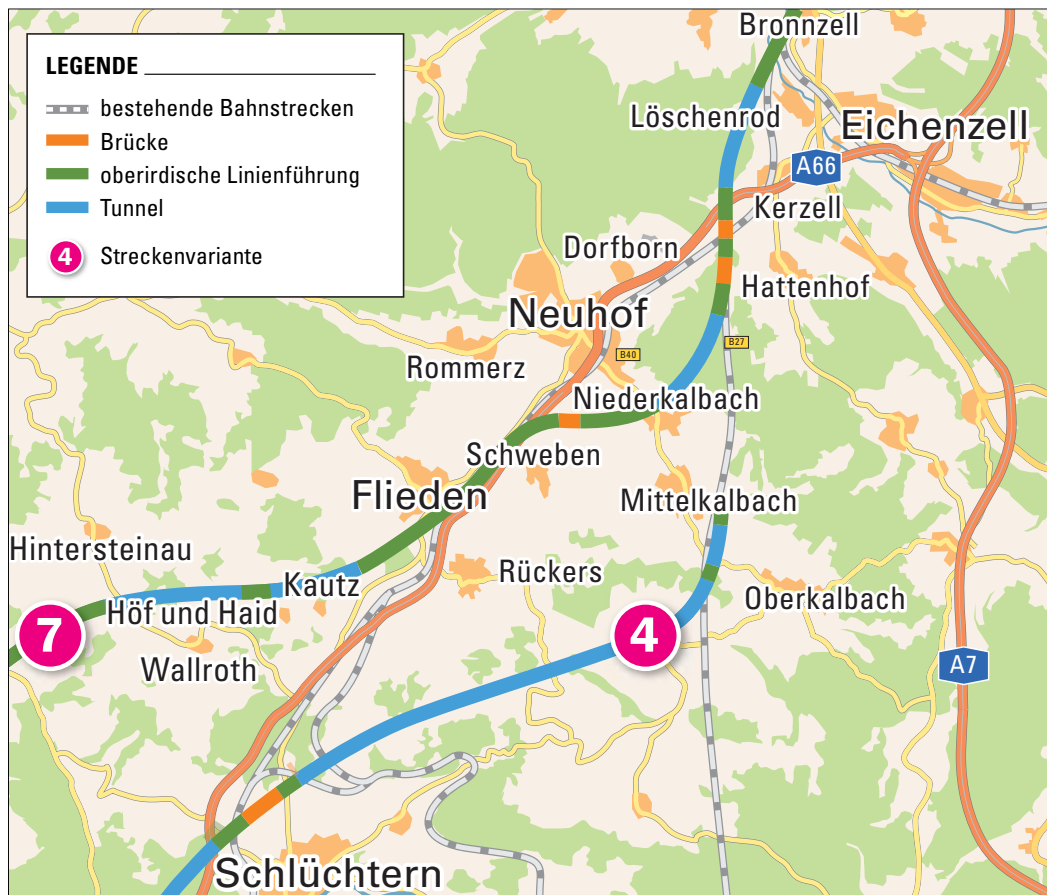 LEGENDE
bestehende Bahnstrecken
Brücke
oberirdische Linienführung
Tunnel
4 Streckenvariante
Bronnzell
Löschenrod
Eichenzell
A66
Kerzell
Dorfborn
Hattenhof
Neuhof
B27
B40
Rommerz
Niederkalbach
Schweben
Flieden
Mittelkalbach
Hintersteinau
Rückers
Kautz
Oberkalbach
Höf und Haid
7
4
Wallroth
A7
Schlüchtern